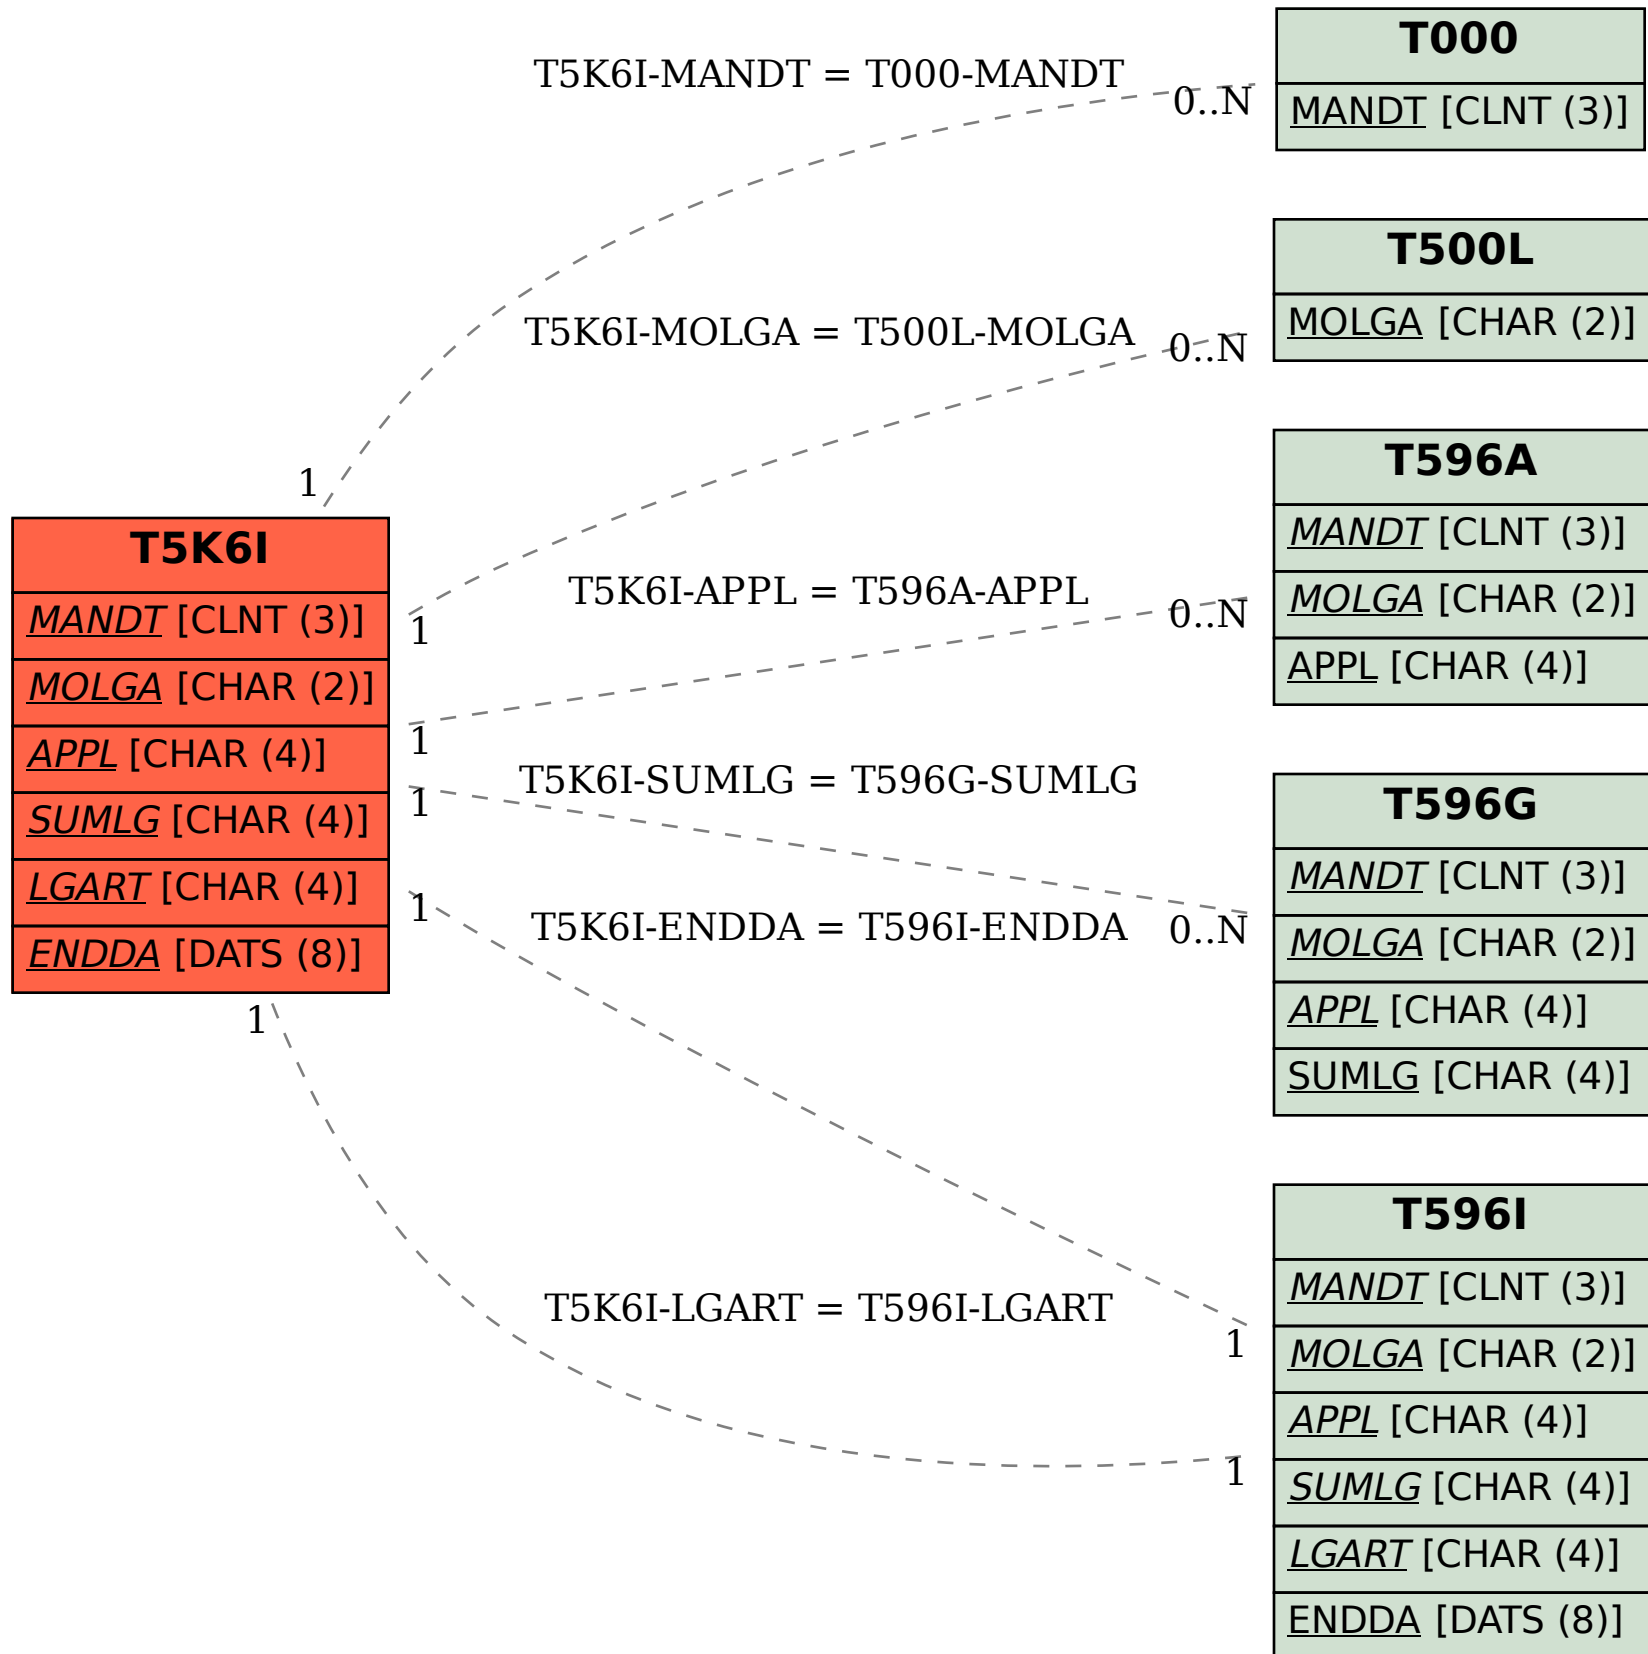 T000
MANDT [CLNT (3)]
T5K6I-MANDT = T000-MANDT
0..N
1
T500L
MOLGA [CHAR (2)]
T5K6I-MOLGA = T500L-MOLGA
0..N
1
T596A
MANDT [CLNT (3)]
MOLGA [CHAR (2)]
APPL [CHAR (4)]
T5K6I-APPL = T596A-APPL
0..N
1
T5K6I
MANDT [CLNT (3)]
MOLGA [CHAR (2)]
APPL [CHAR (4)]
SUMLG [CHAR (4)]
LGART [CHAR (4)]
ENDDA [DATS (8)]
T5K6I-SUMLG = T596G-SUMLG
1
0..N
T596G
MANDT [CLNT (3)]
MOLGA [CHAR (2)]
APPL [CHAR (4)]
SUMLG [CHAR (4)]
T5K6I-ENDDA = T596I-ENDDA
1
1
T5K6I-LGART = T596I-LGART
1
1
T596I
MANDT [CLNT (3)]
MOLGA [CHAR (2)]
APPL [CHAR (4)]
SUMLG [CHAR (4)]
LGART [CHAR (4)]
ENDDA [DATS (8)]